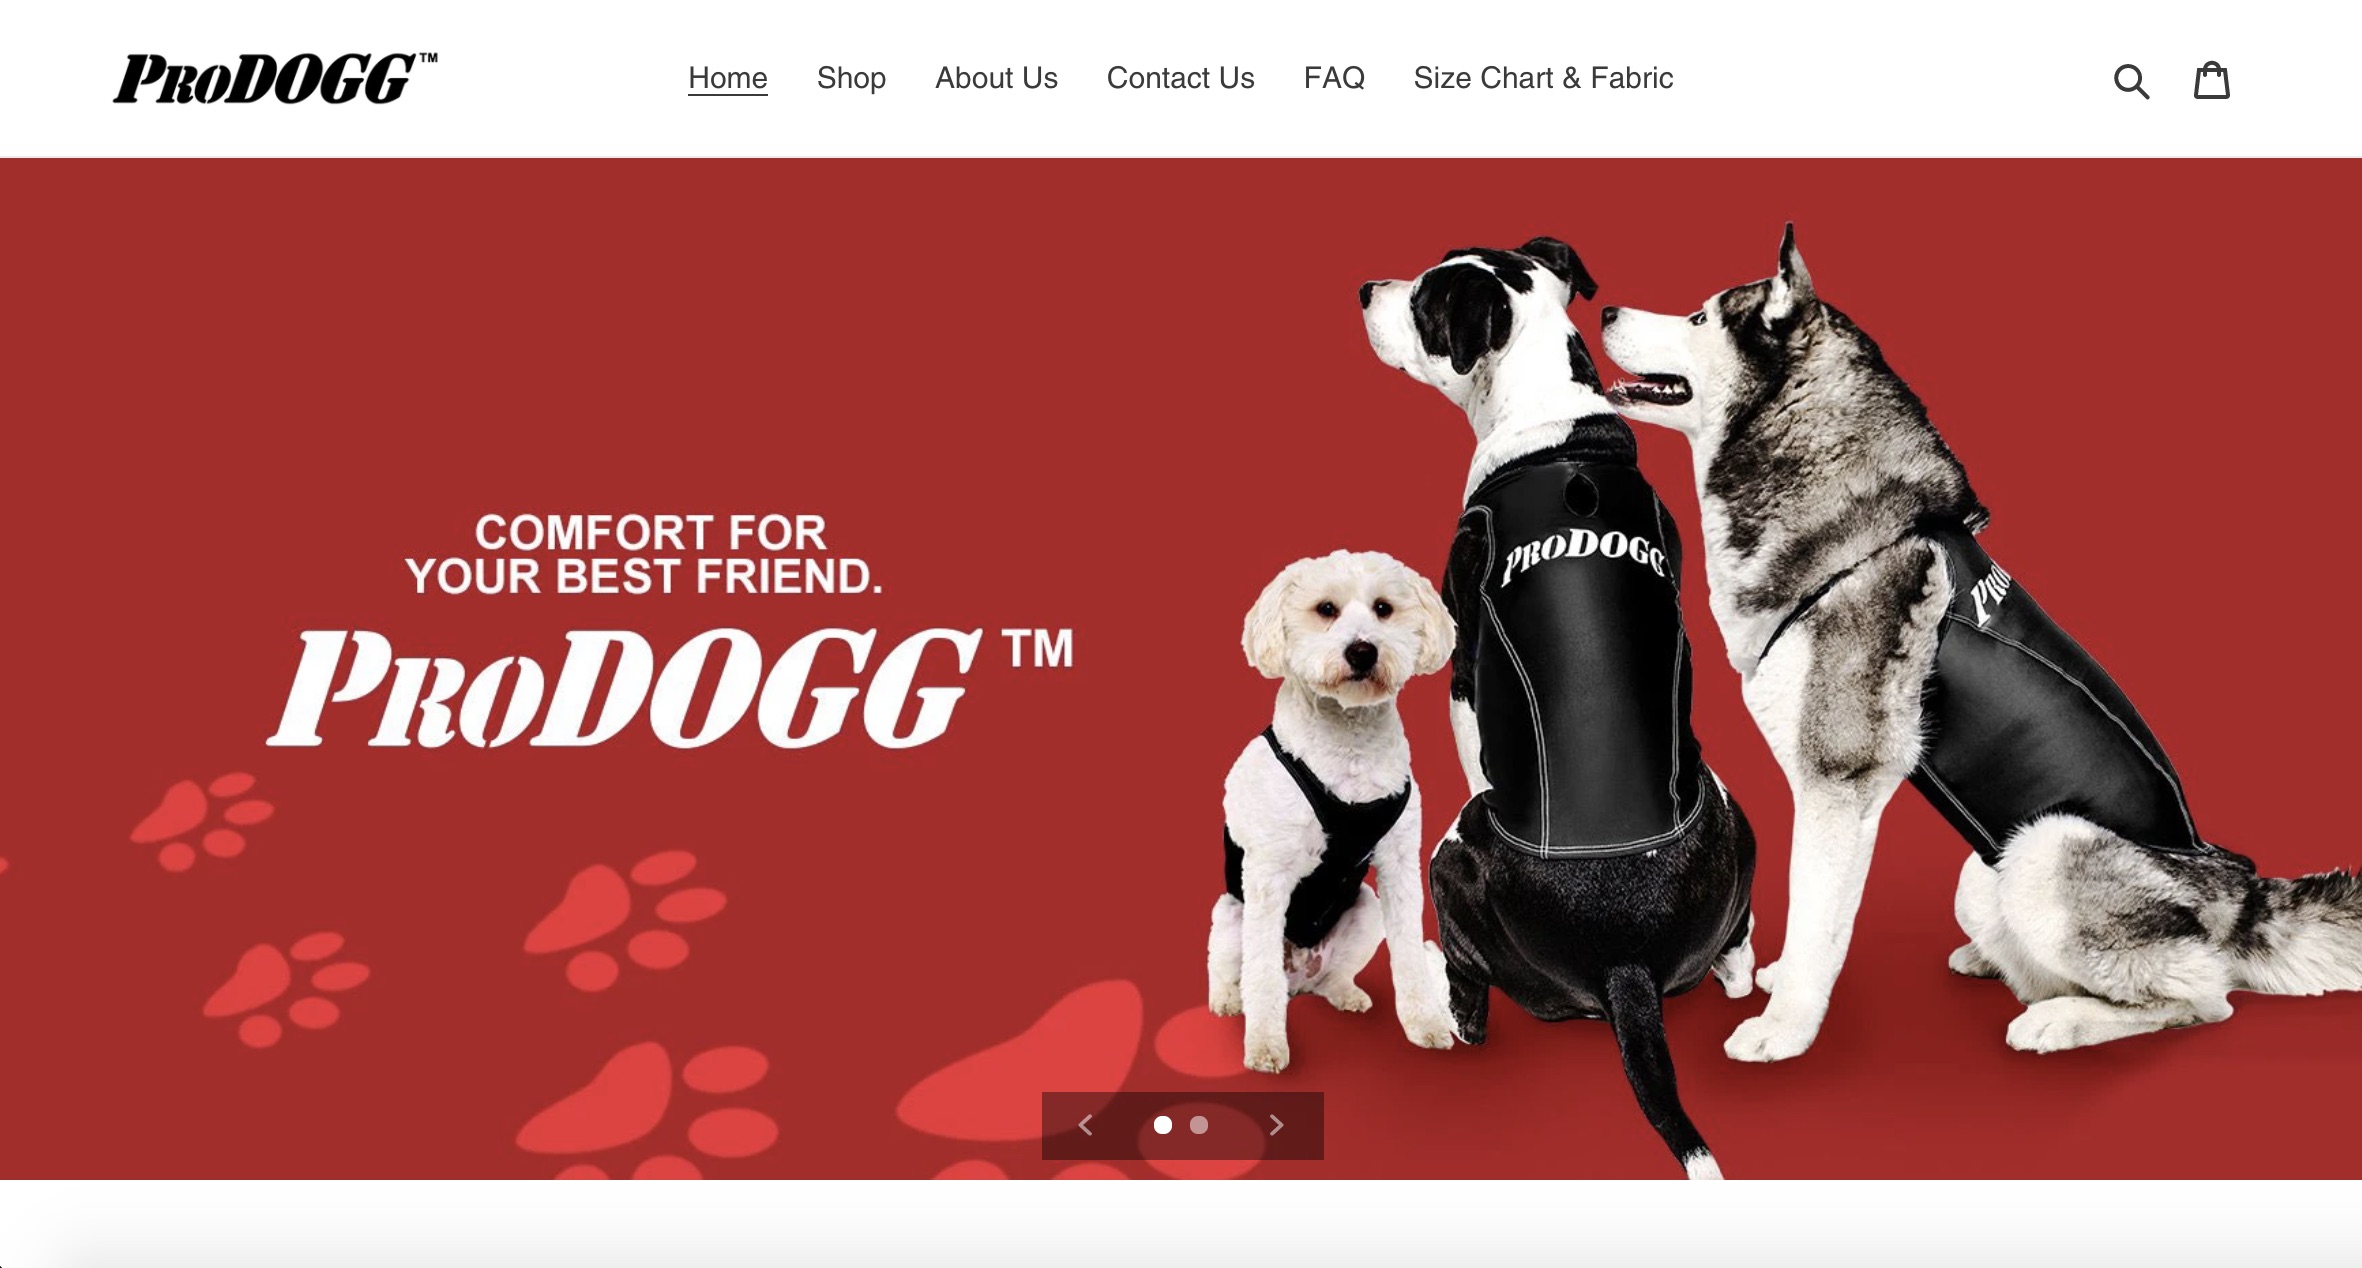 PRODOGG™
Home
Shop
About Us
Contact Us
FAQ
Size Chart & Fabric
COMFORT FOR
YOUR BEST FRIEND.
PRODOGG™
PRODOGG
PRO